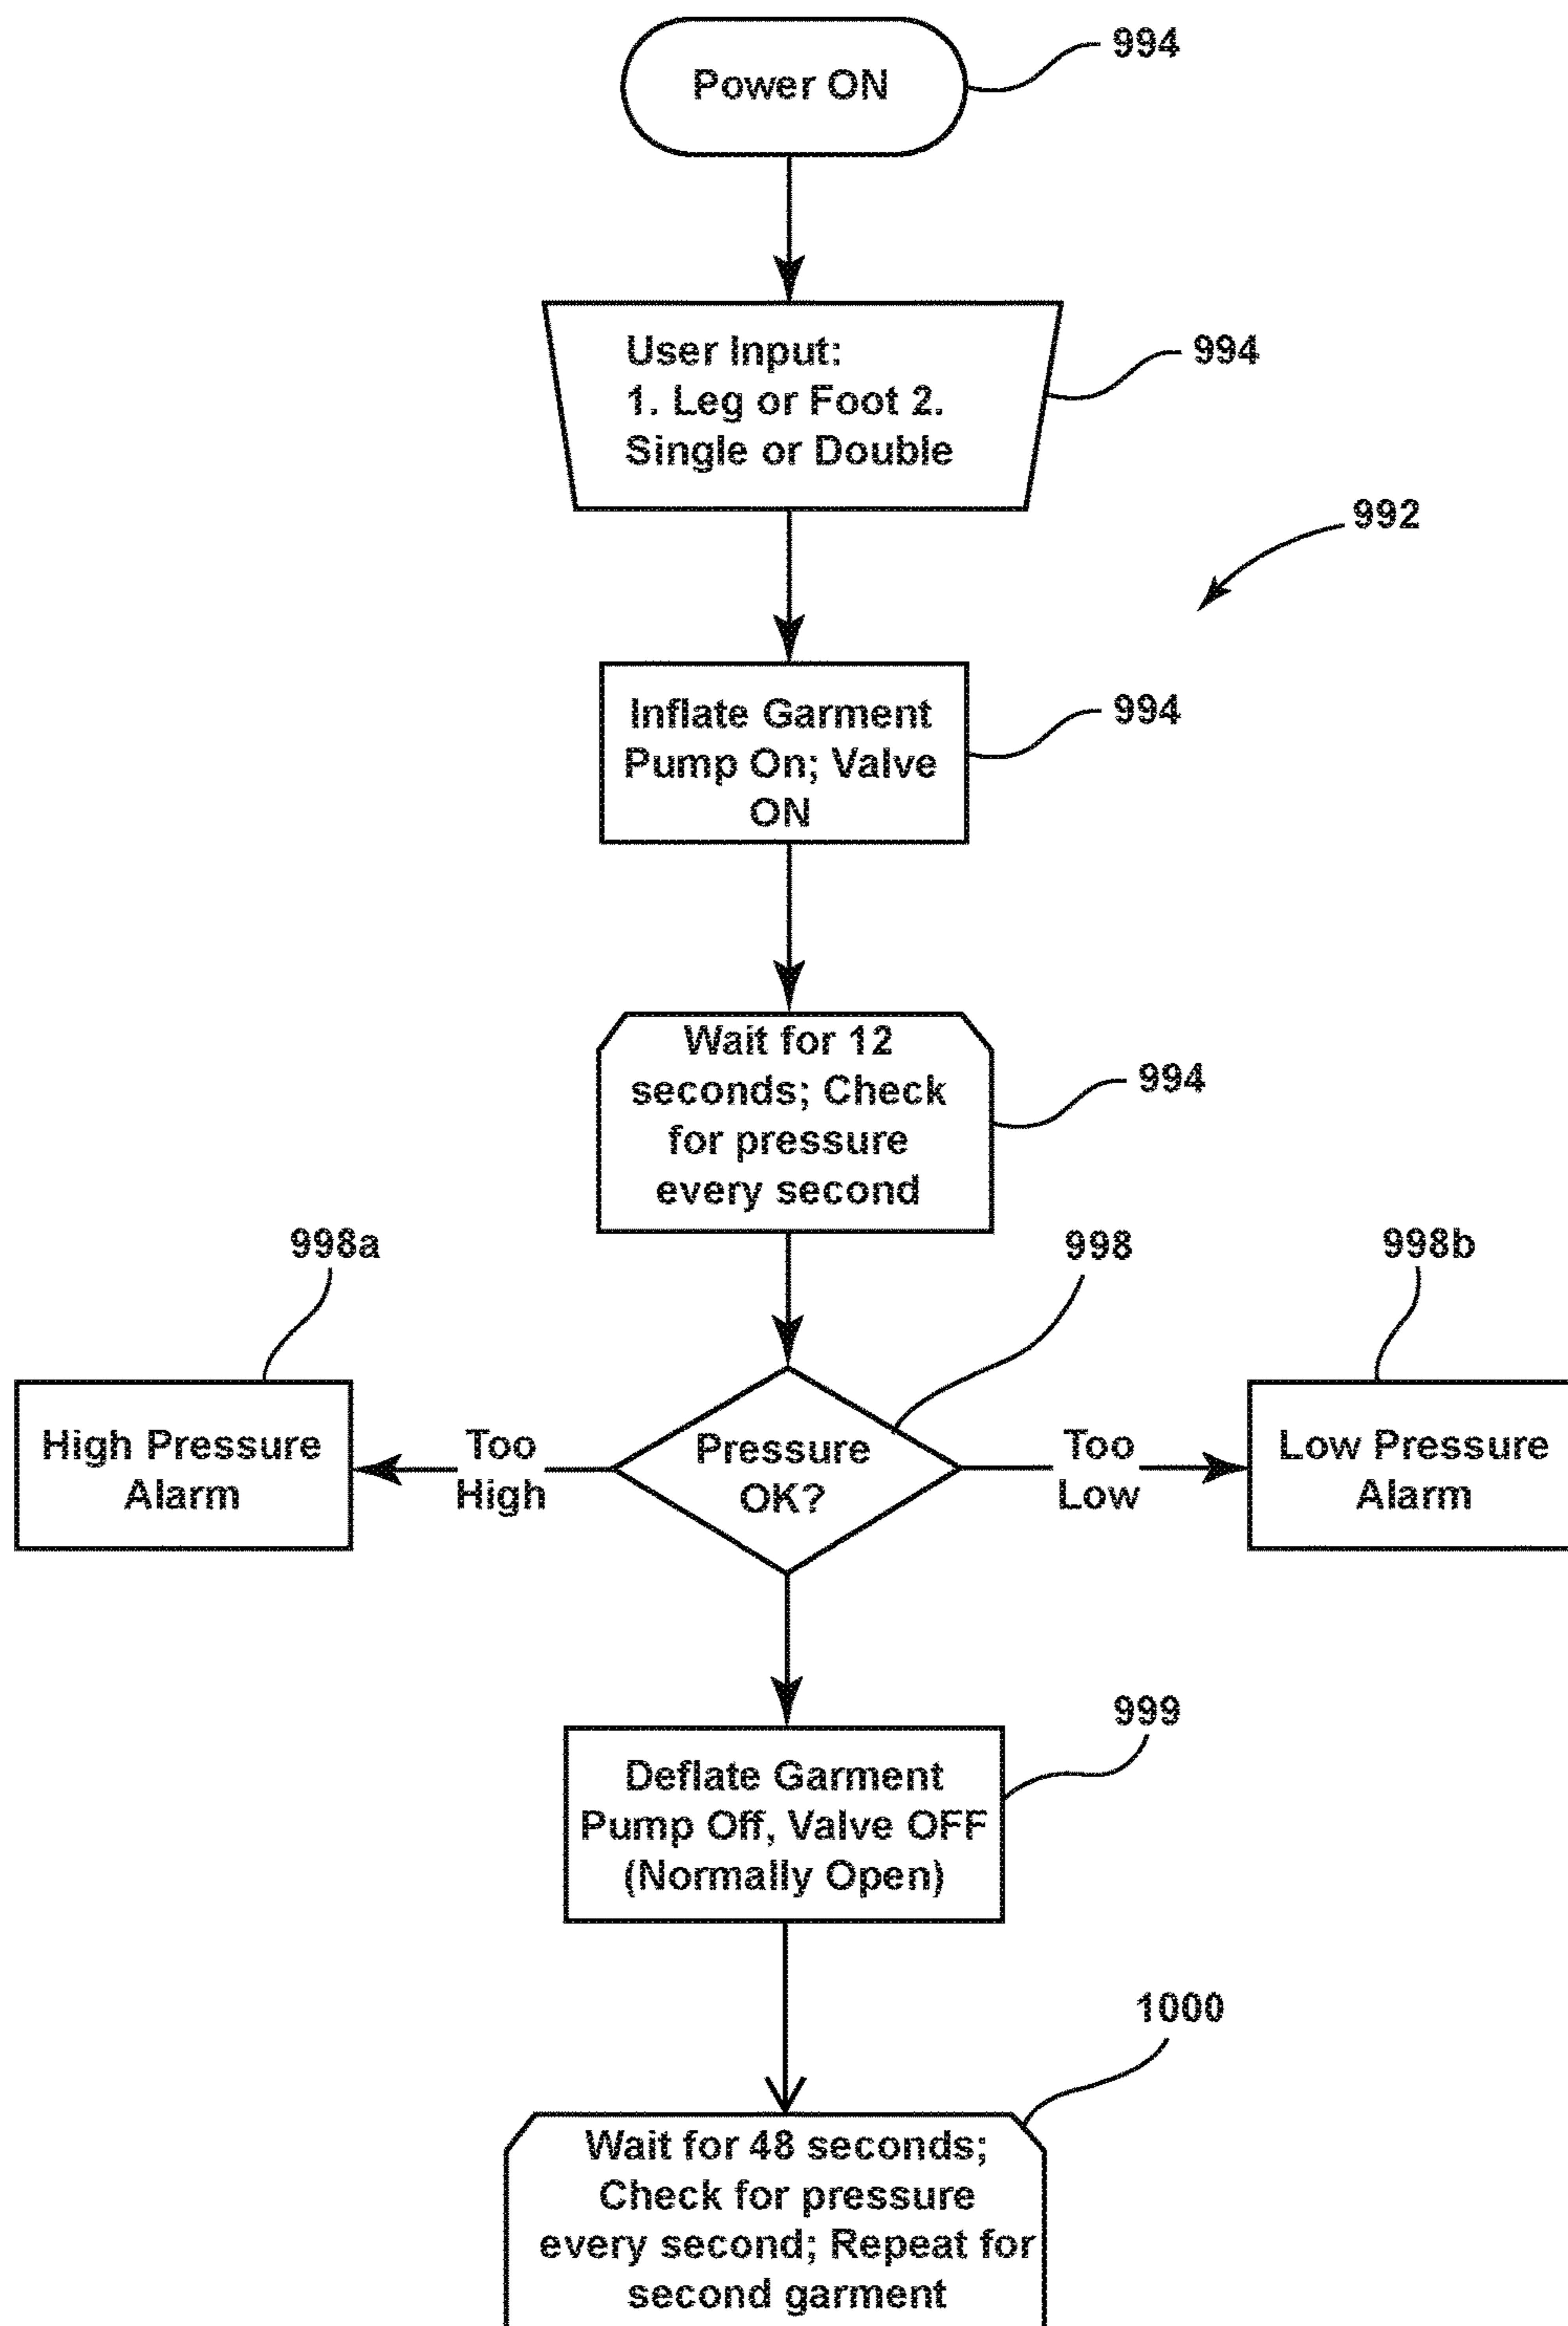 Power ON
994
User Input:
1. Leg or Foot 2.
Single or Double
994
992
Inflate Garment
Pump On; Valve
ON
994
Wait for 12
seconds; Check
for pressure
every second
994
998a
998
998b
High Pressure
Alarm
Too
High
Pressure
OK?
Too
Low
Low Pressure
Alarm
Deflate Garment
Pump Off, Valve OFF
(Normally Open)
999
1000
Wait for 48 seconds;
Check for pressure
every second; Repeat for
second garment